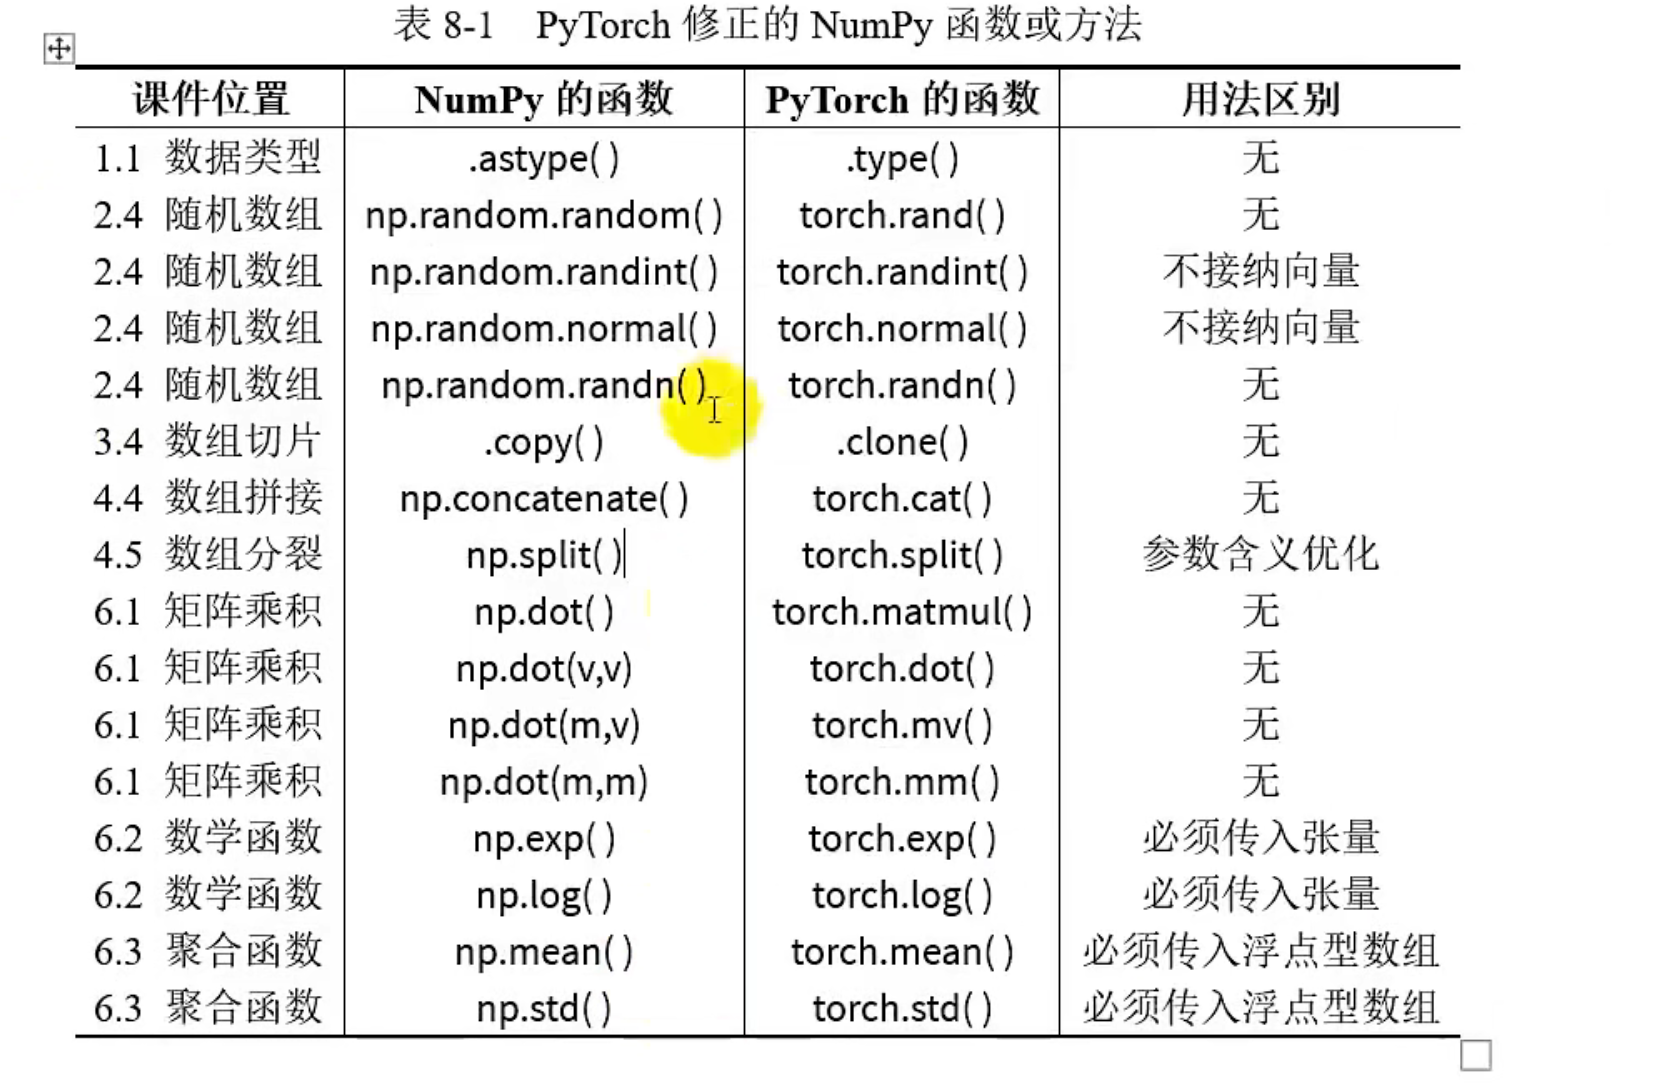 表 8-1 PyTorch 修正的 NumPy 函数或方法
课件位置 NumPy 的函数 PyTorch 的函数 用法区别
1.1 数据类型 .astype() .type() 无
2.4 随机数组 np.random.random() torch.rand() 无
2.4 随机数组 np.random.randint() torch.randint() 不接纳向量
2.4 随机数组 np.random.normal() torch.normal() 不接纳向量
2.4 随机数组 np.random.randn() torch.randn() 无
3.4 数组切片 .copy() .clone() 无
4.4 数组拼接 np.concatenate() torch.cat() 无
4.5 数组分裂 np.split() torch.split() 参数含义优化
6.1 矩阵乘积 np.dot() torch.matmul() 无
6.1 矩阵乘积 np.dot(v,v) torch.dot() 无
6.1 矩阵乘积 np.dot(m,v) torch.mv() 无
6.1 矩阵乘积 np.dot(m,m) torch.mm() 无
6.2 数学函数 np.exp() torch.exp() 必须传入张量
6.2 数学函数 np.log() torch.log() 必须传入张量
6.3 聚合函数 np.mean() torch.mean() 必须传入浮点型数组
6.3 聚合函数 np.std() torch.std() 必须传入浮点型数组